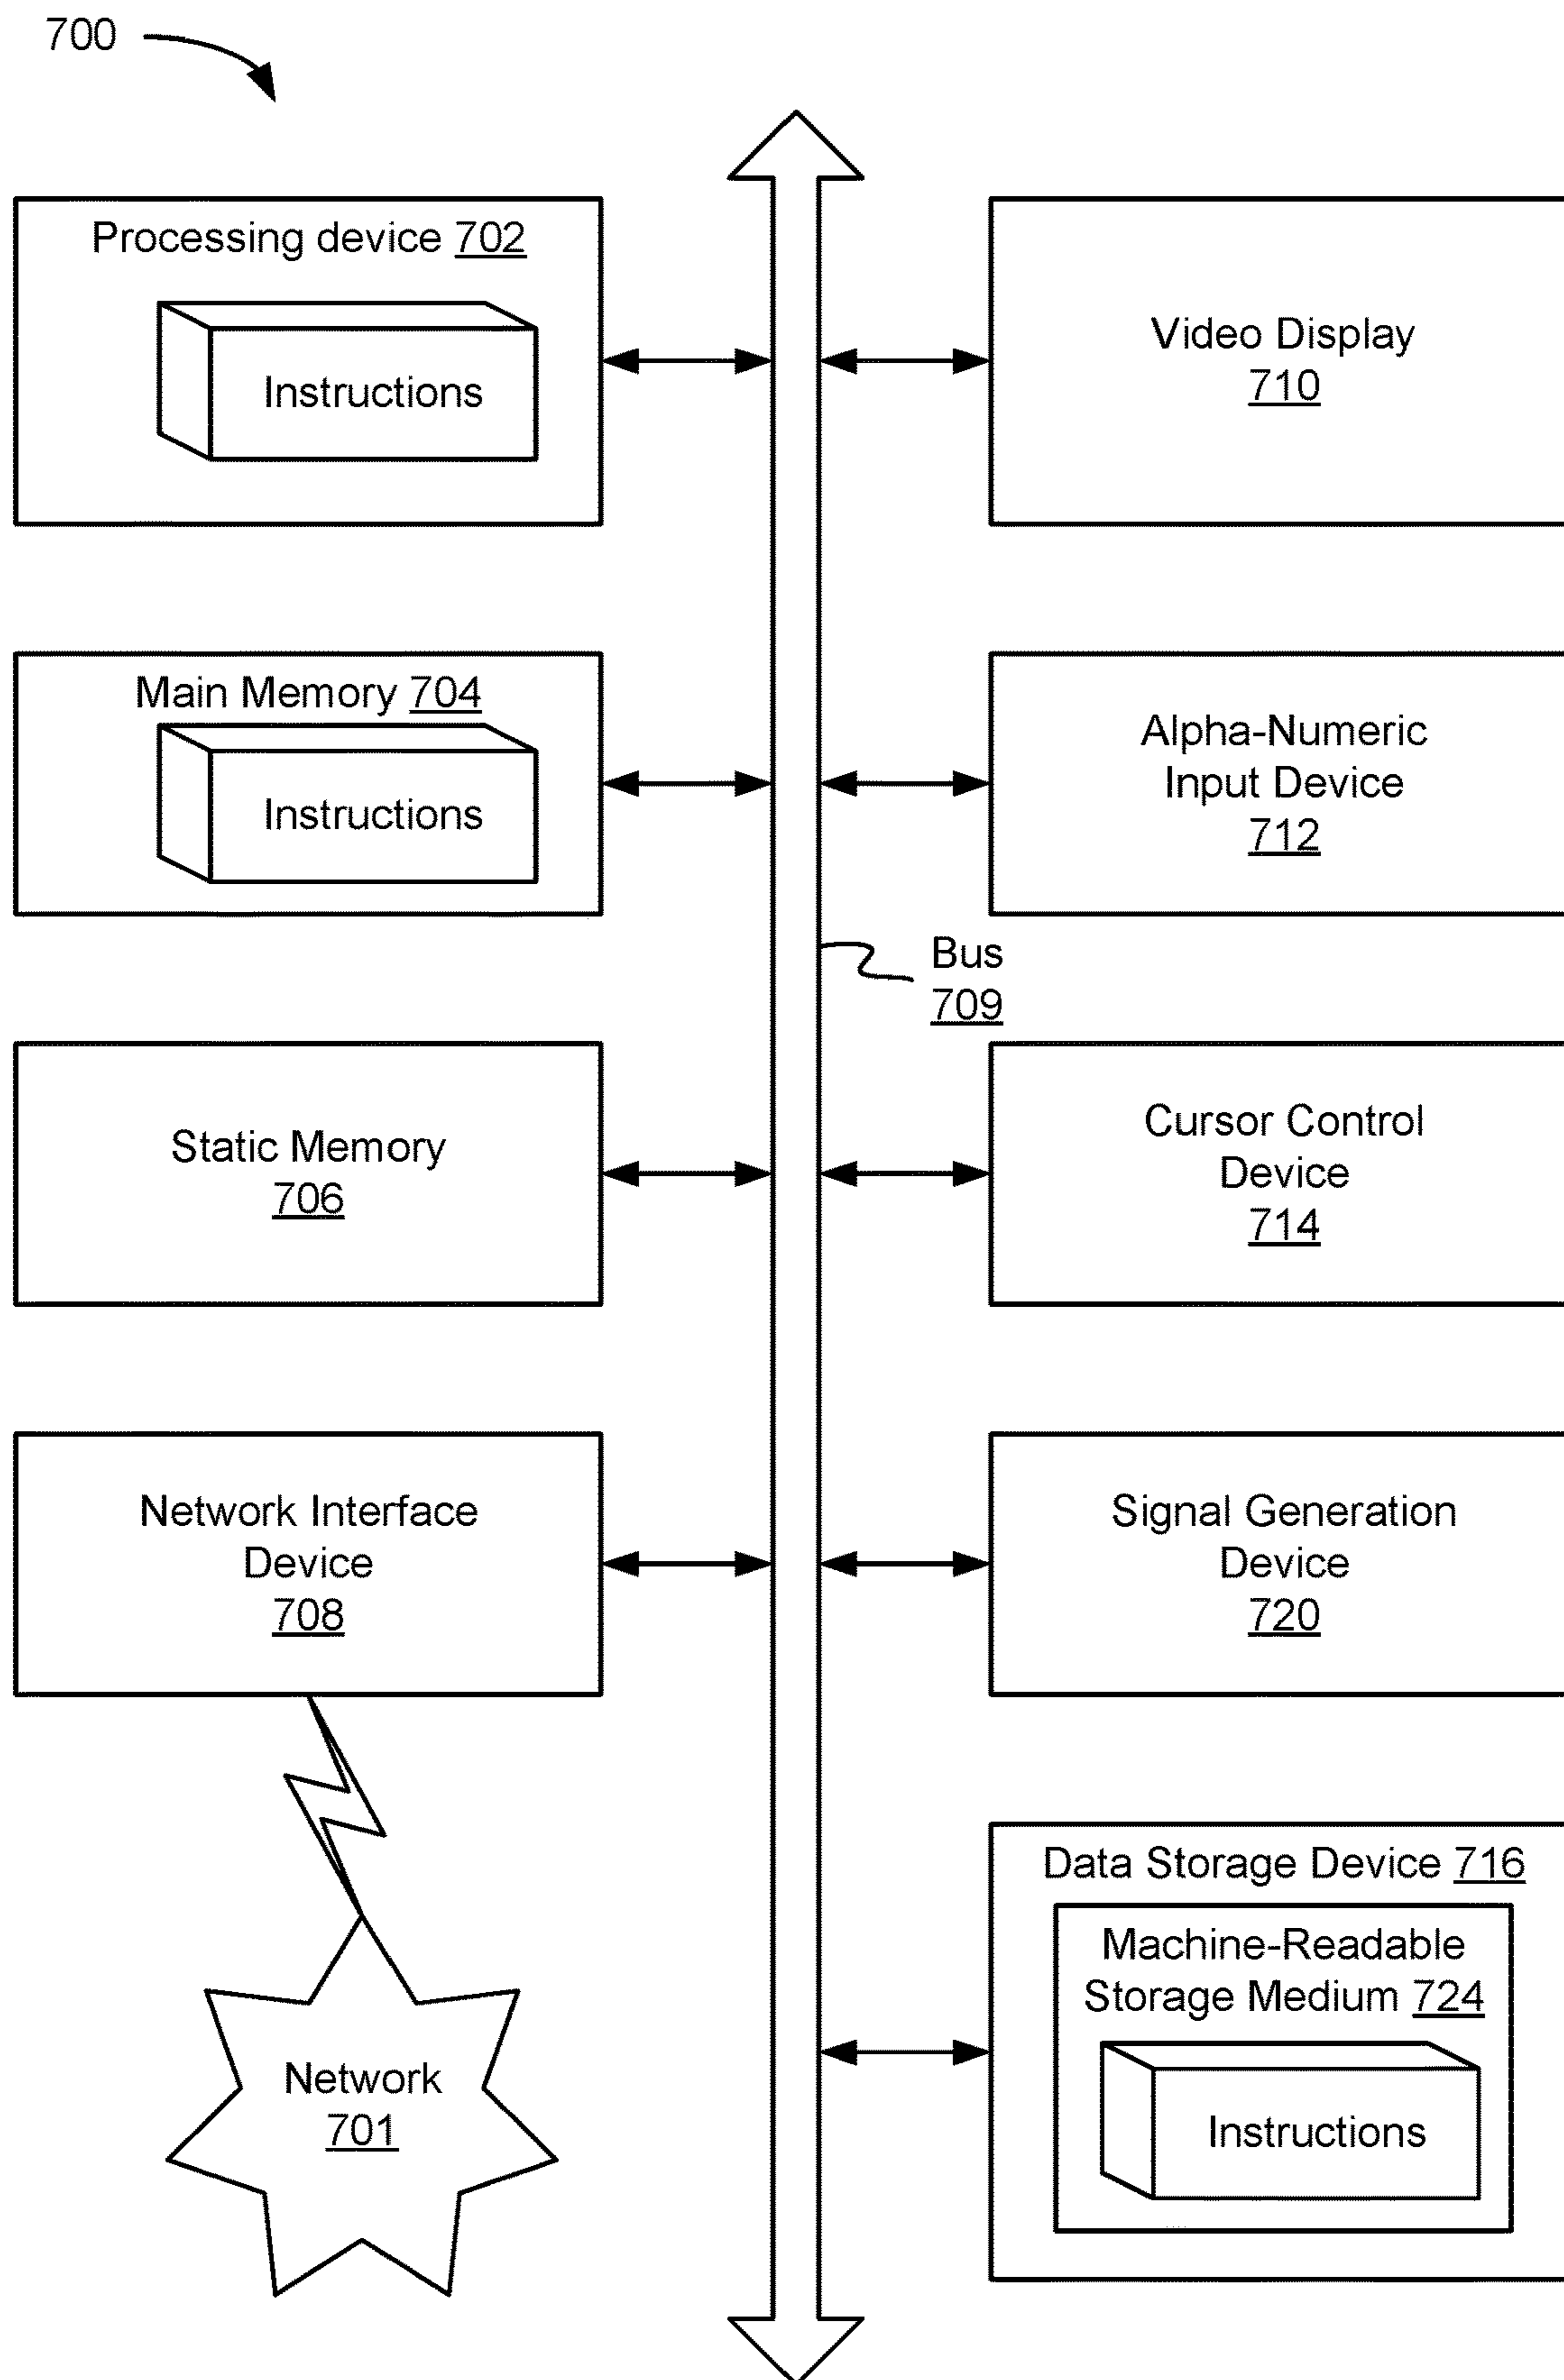 700
Processing device 702
Instructions
Video Display
710
Main Memory 704
Instructions
Alpha-Numeric
Input Device
712
Bus
709
Static Memory
706
Cursor Control
Device
714
Network Interface
Device
708
Signal Generation
Device
720
Data Storage Device 716
Machine-Readable
Storage Medium 724
Instructions
Network
701